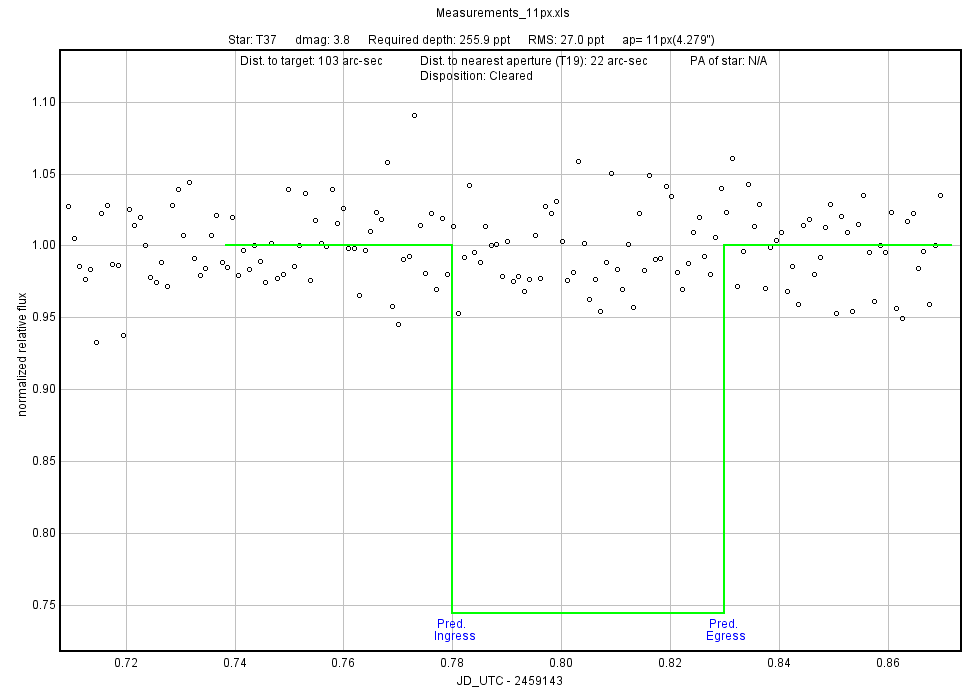 Measurements_11px.xls
Star: T37 dmag: 3.8 Required depth: 255.9 ppt RMS: 27.0 ppt ap= 11px(4.279")
Dist. to target: 103 arc-sec Dist. to nearest aperture (T19): 22 arc-sec PA of star: N/A
Disposition: Cleared
1.10
1.05
1.00
0.95
0.90
0.85
0.80
0.75
normalized relative flux
Pred. Pred.
Ingress Egress
0.72 0.74 0.76 0.78 0.80 0.82 0.84 0.86
JD_UTC - 2459143